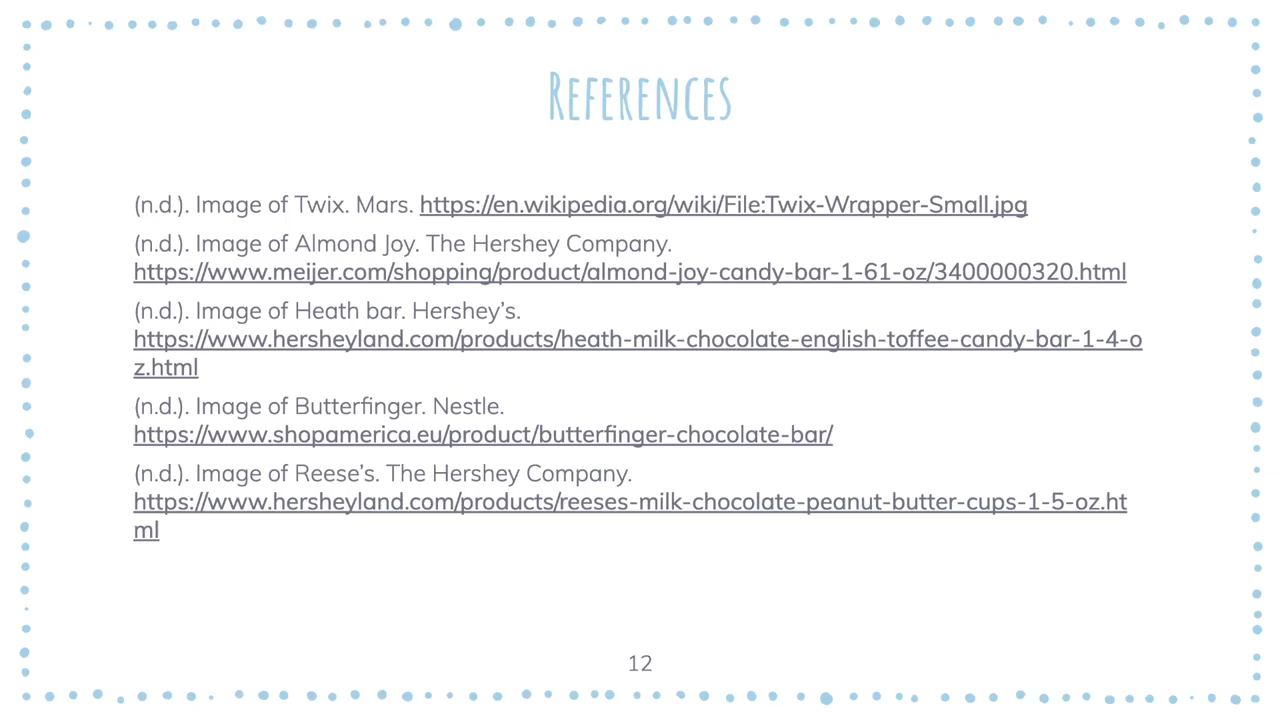 References
(n.d.). Image of Twix. Mars. https://en.wikipedia.org/wiki/File:Twix-Wrapper-Small.jpg
(n.d.). Image of Almond Joy. The Hershey Company.
https://www.meijer.com/shopping/product/almond-joy-candy-bar-1-61-oz/3400000320.html
(n.d.). Image of Heath bar. Hershey’s.
https://www.hersheyland.com/products/heath-milk-chocolate-english-toffee-candy-bar-1-4-o
z.html
(n.d.). Image of Butterfinger. Nestle.
https://www.shopamerica.eu/product/butterfinger-chocolate-bar/
(n.d.). Image of Reese’s. The Hershey Company.
https://www.hersheyland.com/products/reeses-milk-chocolate-peanut-butter-cups-1-5-oz.ht
ml
12